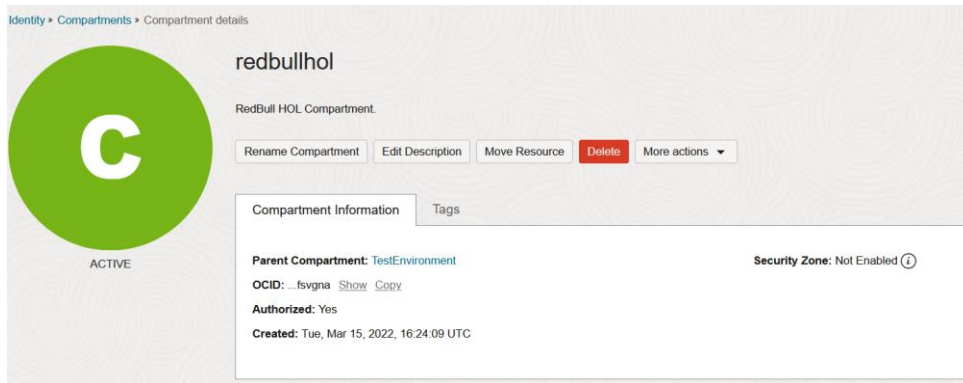 Identity » Compartments » Compartment details
redbullhol
RedBull HOL Compartment.
Rename Compartment Edit Description Move Resource Delete More actions
Compartment Information Tags
C
ACTIVE
Parent Compartment: TestEnvironment Security Zone: Not Enabled i
OCID: ...fsvgna Show Copy
Authorized: Yes
Created: Tue, Mar 15, 2022, 16:24:09 UTC